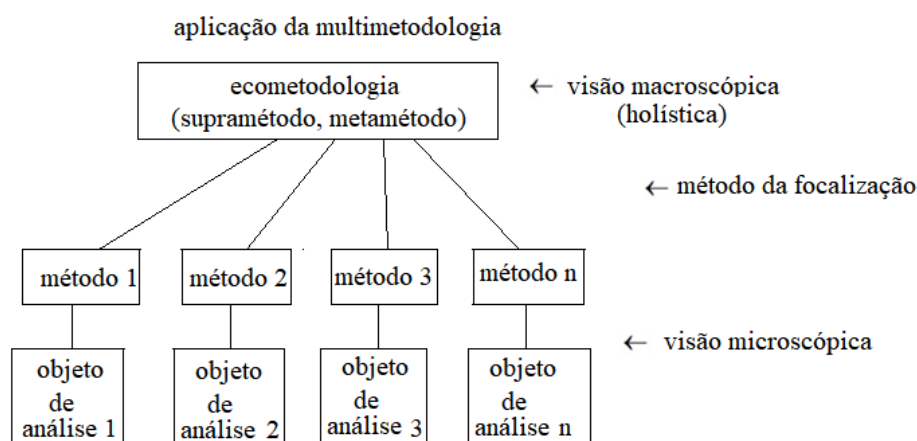 aplicação da multimetodologia
ecometodologia
(supramétodo, metamétodo)
← visão macroscópica
(holística)
← método da focalização
método 1
método 2
método 3
método n
← visão microscópica
objeto
de
análise 1
objeto
de
análise 2
objeto
de
análise 3
objeto
de
análise n